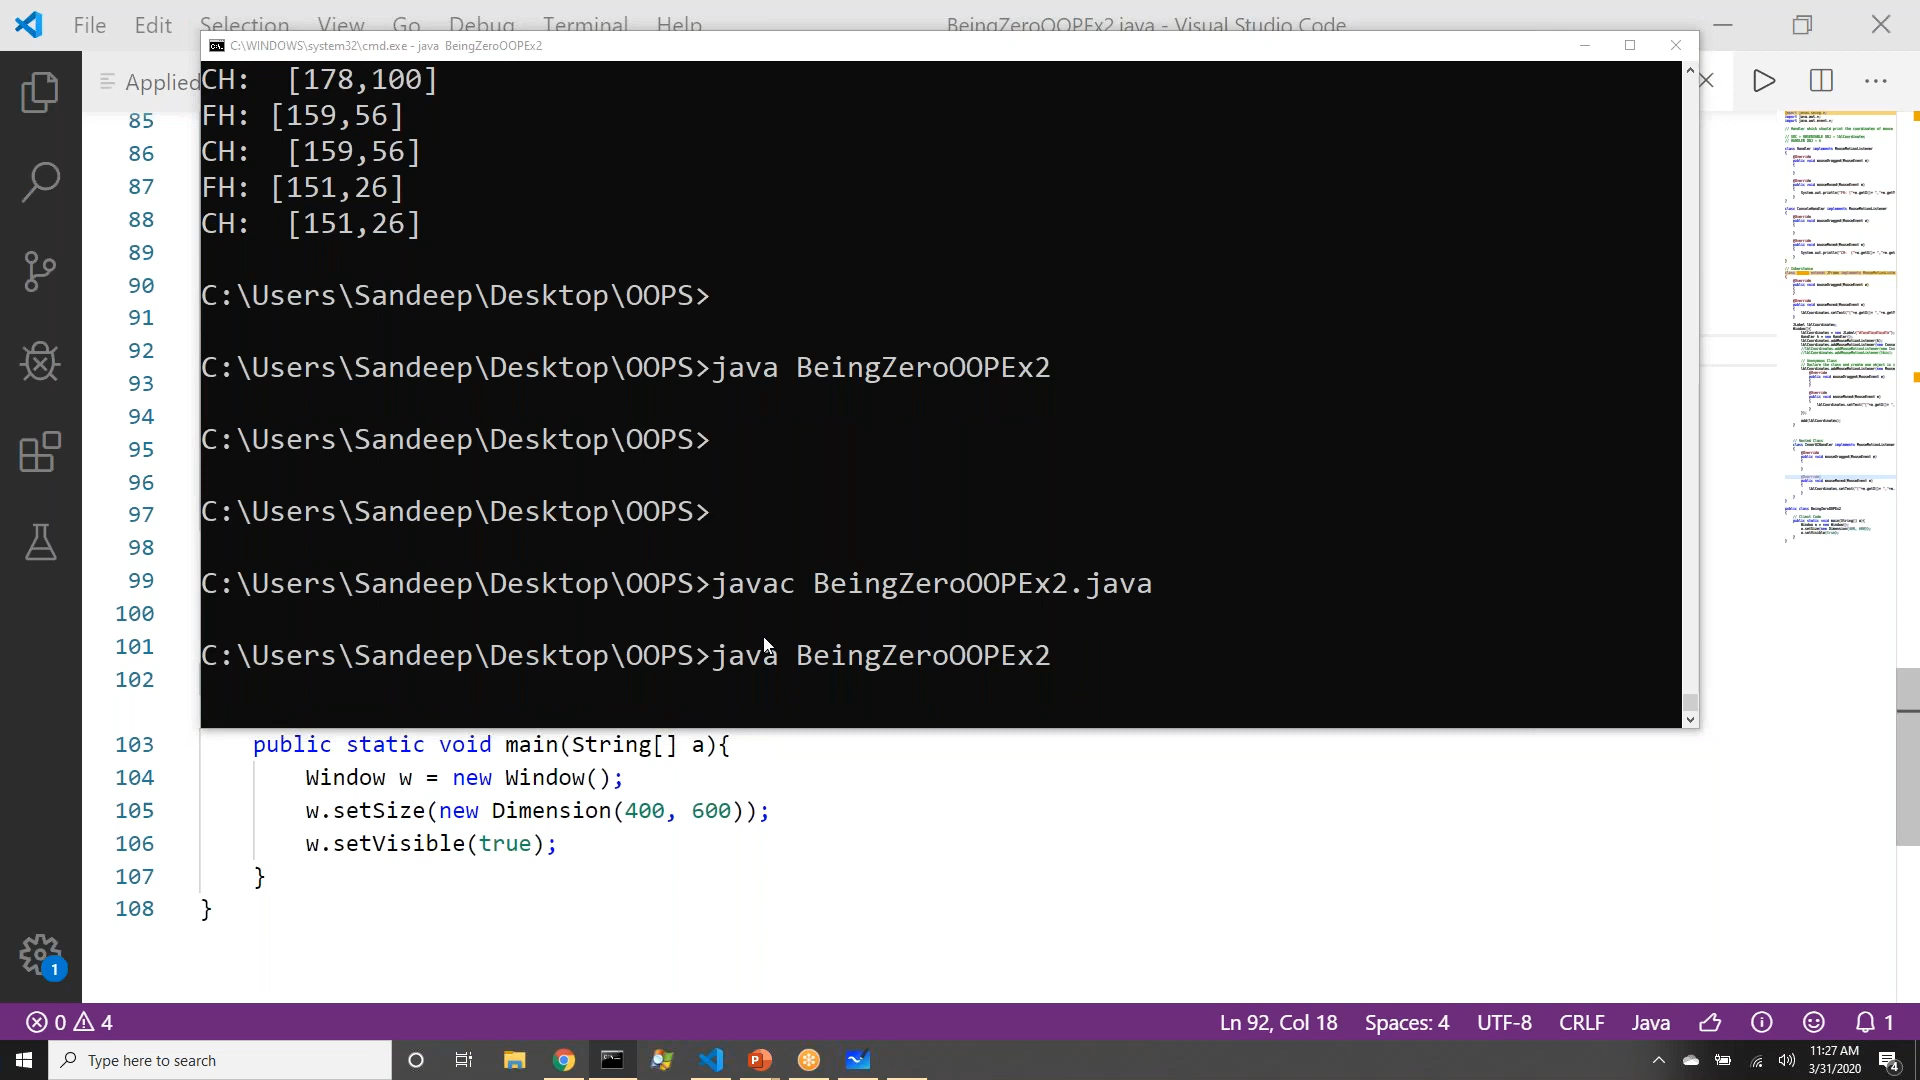 File Edit Selection View Go Debug Terminal Help BeingZeroOOPEx2.java - Visual Studio Code
C:\WINDOWS\system32\cmd.exe - java BeingZeroOOPEx2
Applied
CH:  [178,100]
FH: [159,56]
CH:  [159,56]
FH: [151,26]
CH:  [151,26]
C:\Users\Sandeep\Desktop\OOPS>
C:\Users\Sandeep\Desktop\OOPS>java BeingZeroOOPEx2
C:\Users\Sandeep\Desktop\OOPS>
C:\Users\Sandeep\Desktop\OOPS>
C:\Users\Sandeep\Desktop\OOPS>javac BeingZeroOOPEx2.java
C:\Users\Sandeep\Desktop\OOPS>java BeingZeroOOPEx2
85
86
87
88
89
90
91
92
93
94
95
96
97
98
99
100
101
102
103 public static void main(String[] a){
104 Window w = new Window();
105 w.setSize(new Dimension(400, 600));
106 w.setVisible(true);
107 }
108 }
1
0 4 Ln 92, Col 18 Spaces: 4 UTF-8 CRLF Java 1
Type here to search
11:27 AM
3/31/2020
4